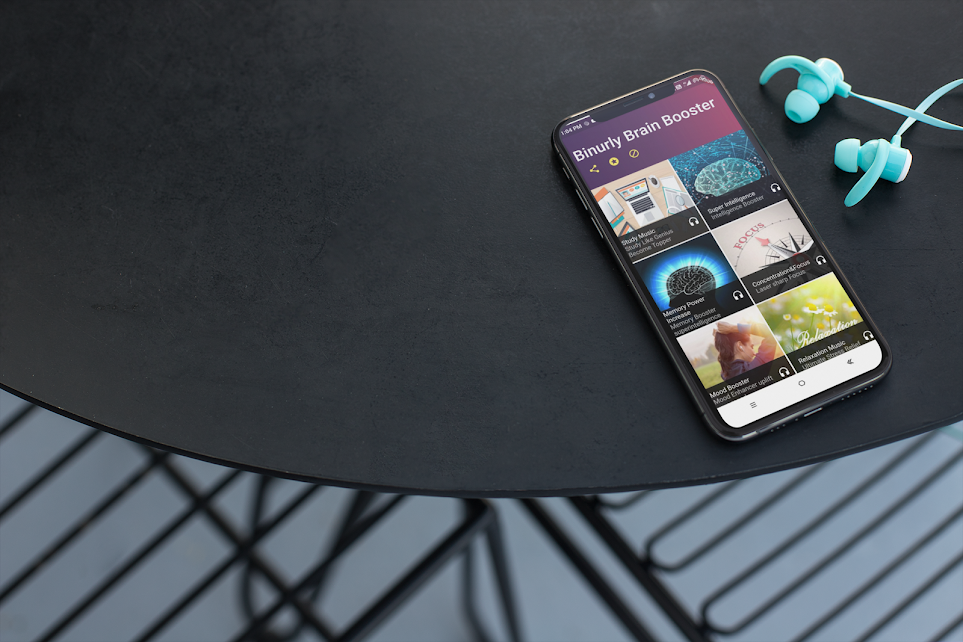 1:04 PM
Binurly Brain Booster
Study Music
Study Like Genius
Become Topper
Super Intelligence
Intelligence Booster
Memory Power
Increase
Memory Booster
superintelligence
FOCUS
Concentration&Focus
Laser sharp Focus
Mood Booster
Mood Enhancer uplift
Relaxation
Relaxation Music
Ultimate Stress Relief